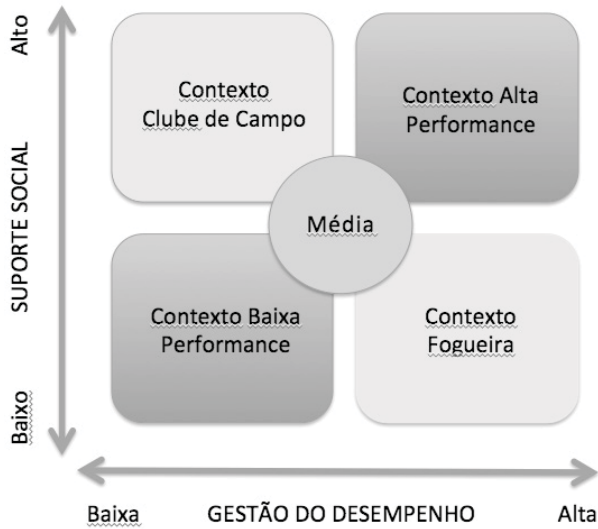 Alto
Contexto
Clube de Campo
Contexto Alta
Performance
SUPORTE SOCIAL
Média
Contexto Baixa
Performance
Contexto
Fogueira
Baixo
Baixa
GESTÃO DO DESEMPENHO
Alta